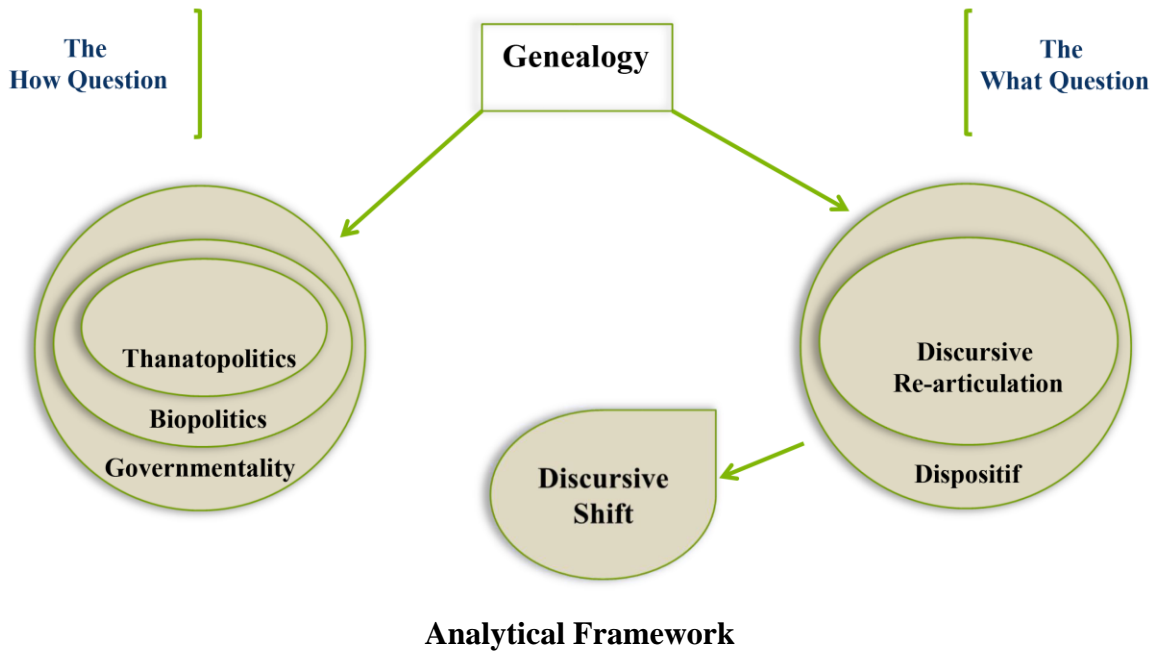 The
How Question
Genealogy
The
What Question
Thanatopolitics
Biopolitics
Governmentality
Discursive
Re-articulation
Dispositif
Discursive
Shift
Analytical Framework